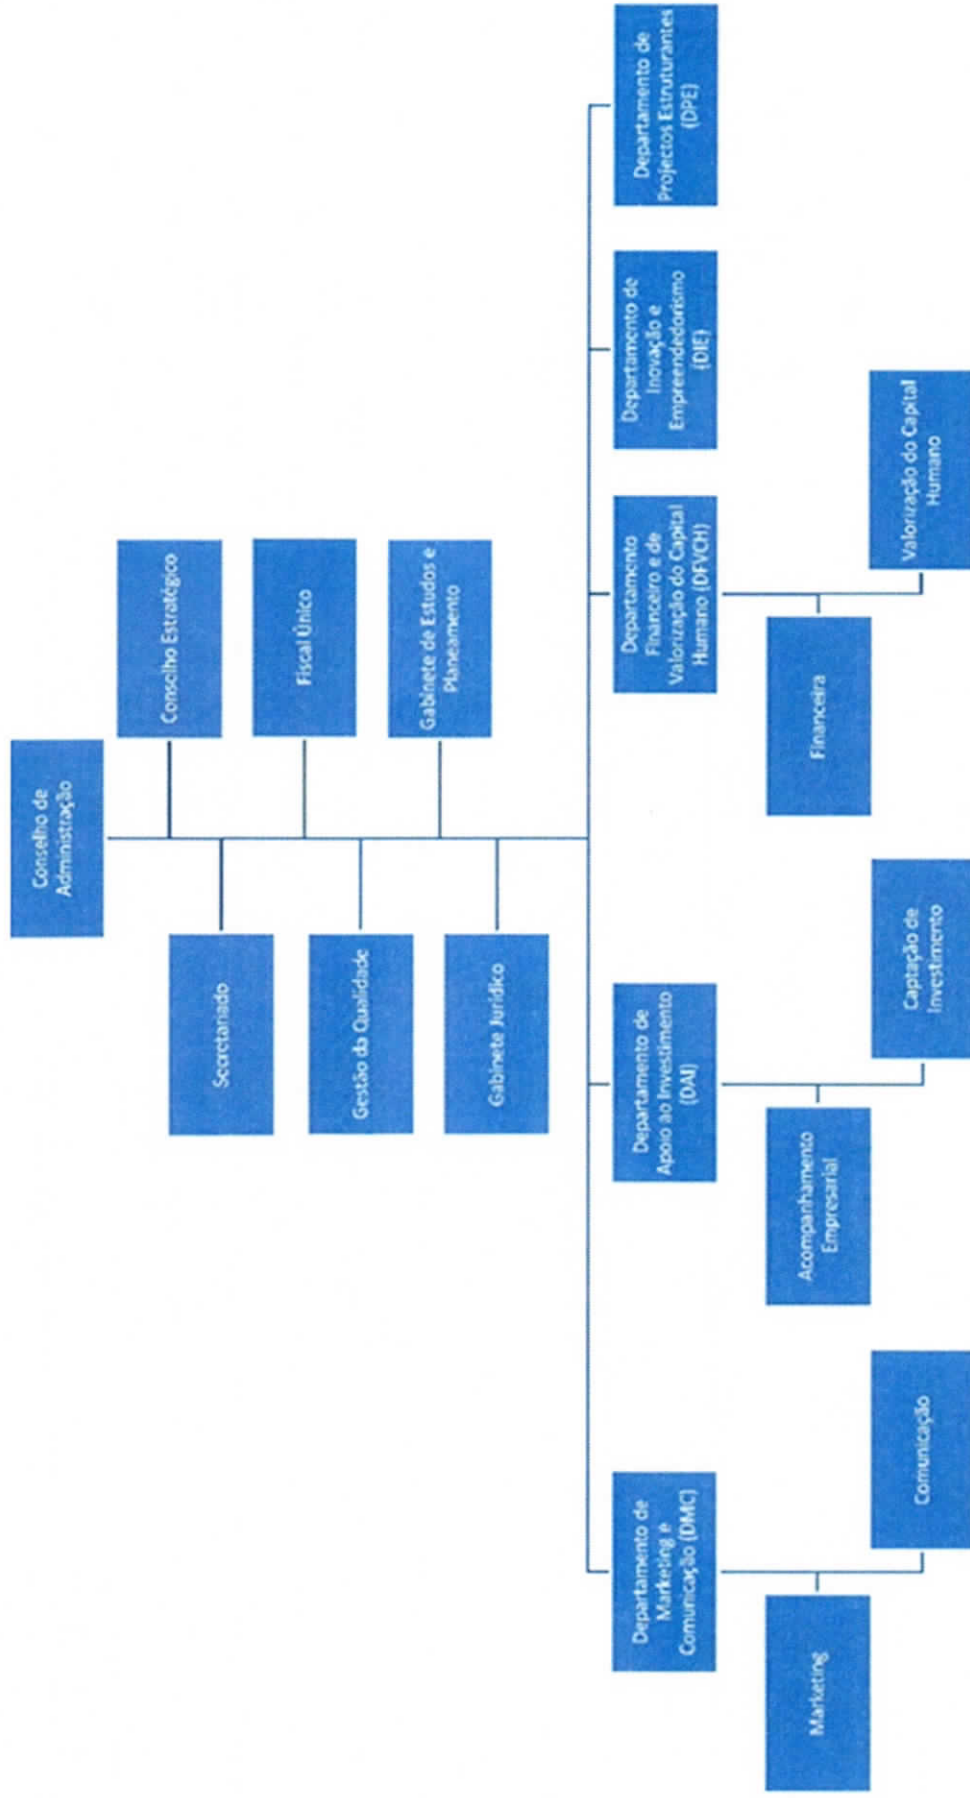 Conselho de
Administração
Conselho Estratégico
Secretariado
Fiscal Único
Gestão da Qualidade
Gabinete de Estudos e
Planeamento
Gabinete Jurídico
Departamento de
Marketing e
Comunicação (DMC)
Departamento de
Apoio ao Investimento
(DAI)
Departamento
Financeiro e de
Valorização do Capital
Humano (DFVCH)
Departamento de
Inovação e
Empreendedorismo
(DIE)
Departamento de
Projectos Estruturantes
(DPE)
Marketing
Acompanhamento
Empresarial
Financeira
Comunicação
Captação de
Investimento
Valorização do Capital
Humano